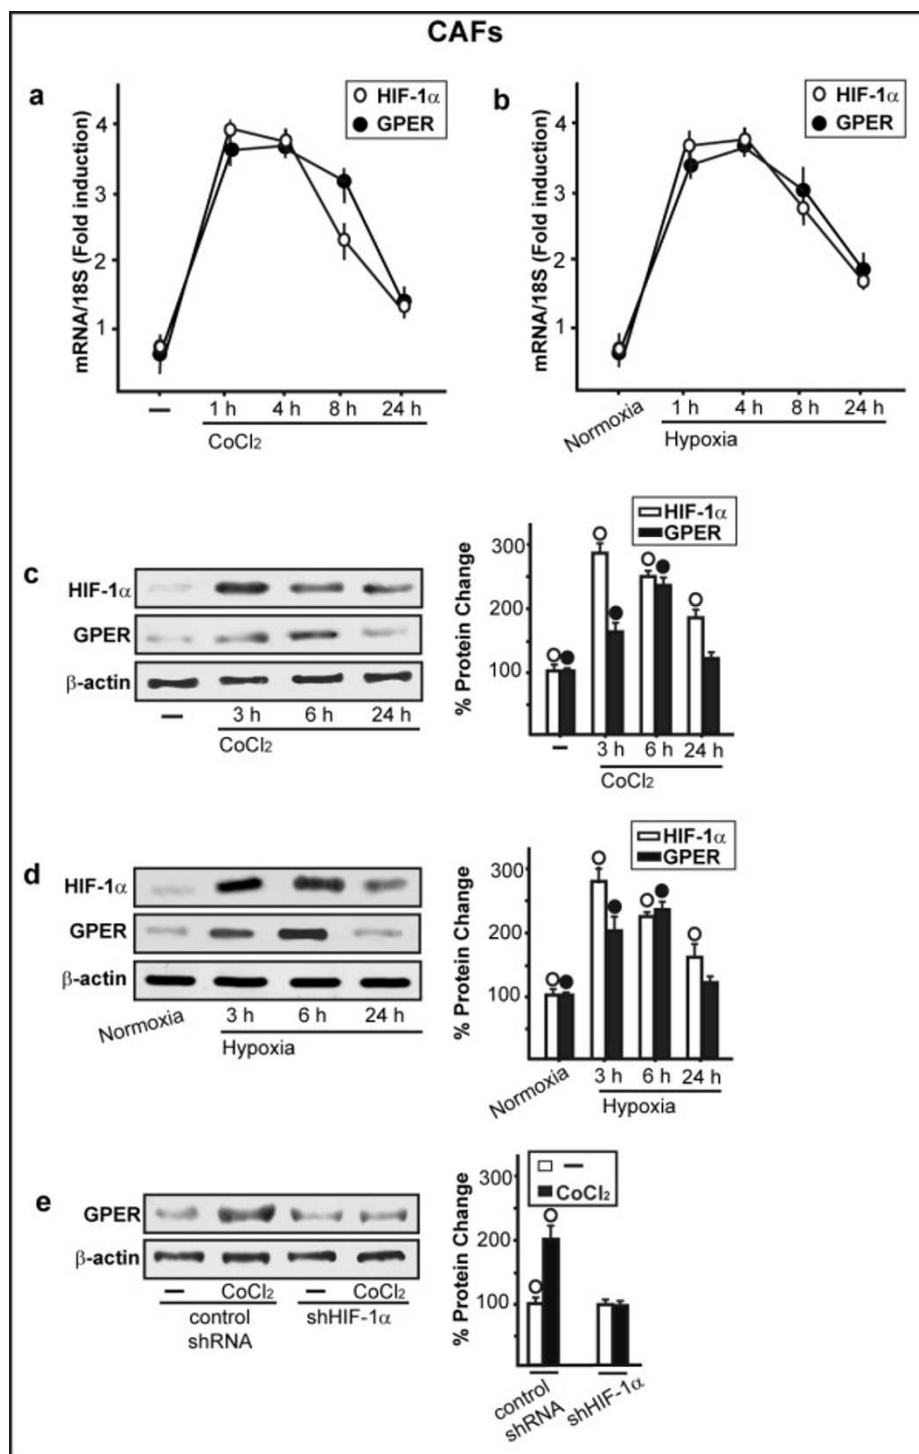 CAFs
a
HIF-1α
GPER
mRNA/18S (Fold induction)
4
3
2
1
—
1 h 4 h 8 h 24 h
CoCl2
b
HIF-1α
GPER
mRNA/18S (Fold induction)
4
3
2
1
Normoxia
1 h 4 h 8 h 24 h
Hypoxia
c
HIF-1α
GPER
β-actin
— 3 h 6 h 24 h
CoCl2
HIF-1α
GPER
% Protein Change
300
200
100
— 3 h 6 h 24 h
CoCl2
d
HIF-1α
GPER
β-actin
Normoxia 3 h 6 h 24 h
Hypoxia
HIF-1α
GPER
% Protein Change
300
200
100
Normoxia 3 h 6 h 24 h
Hypoxia
e
GPER
β-actin
— CoCl2 — CoCl2
control shHIF-1α
shRNA
—
CoCl2
% Protein Change
300
200
100
control
shRNA
shHIF-1α